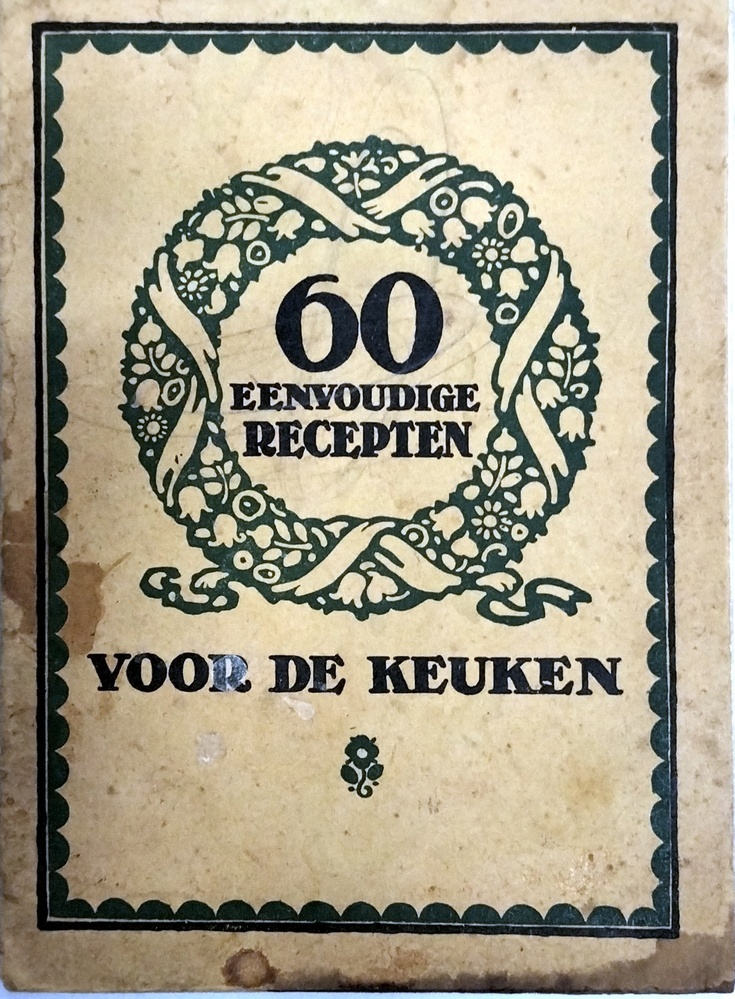 60
EENVOUDIGE
RECEPTEN
VOOR DE KEUKEN